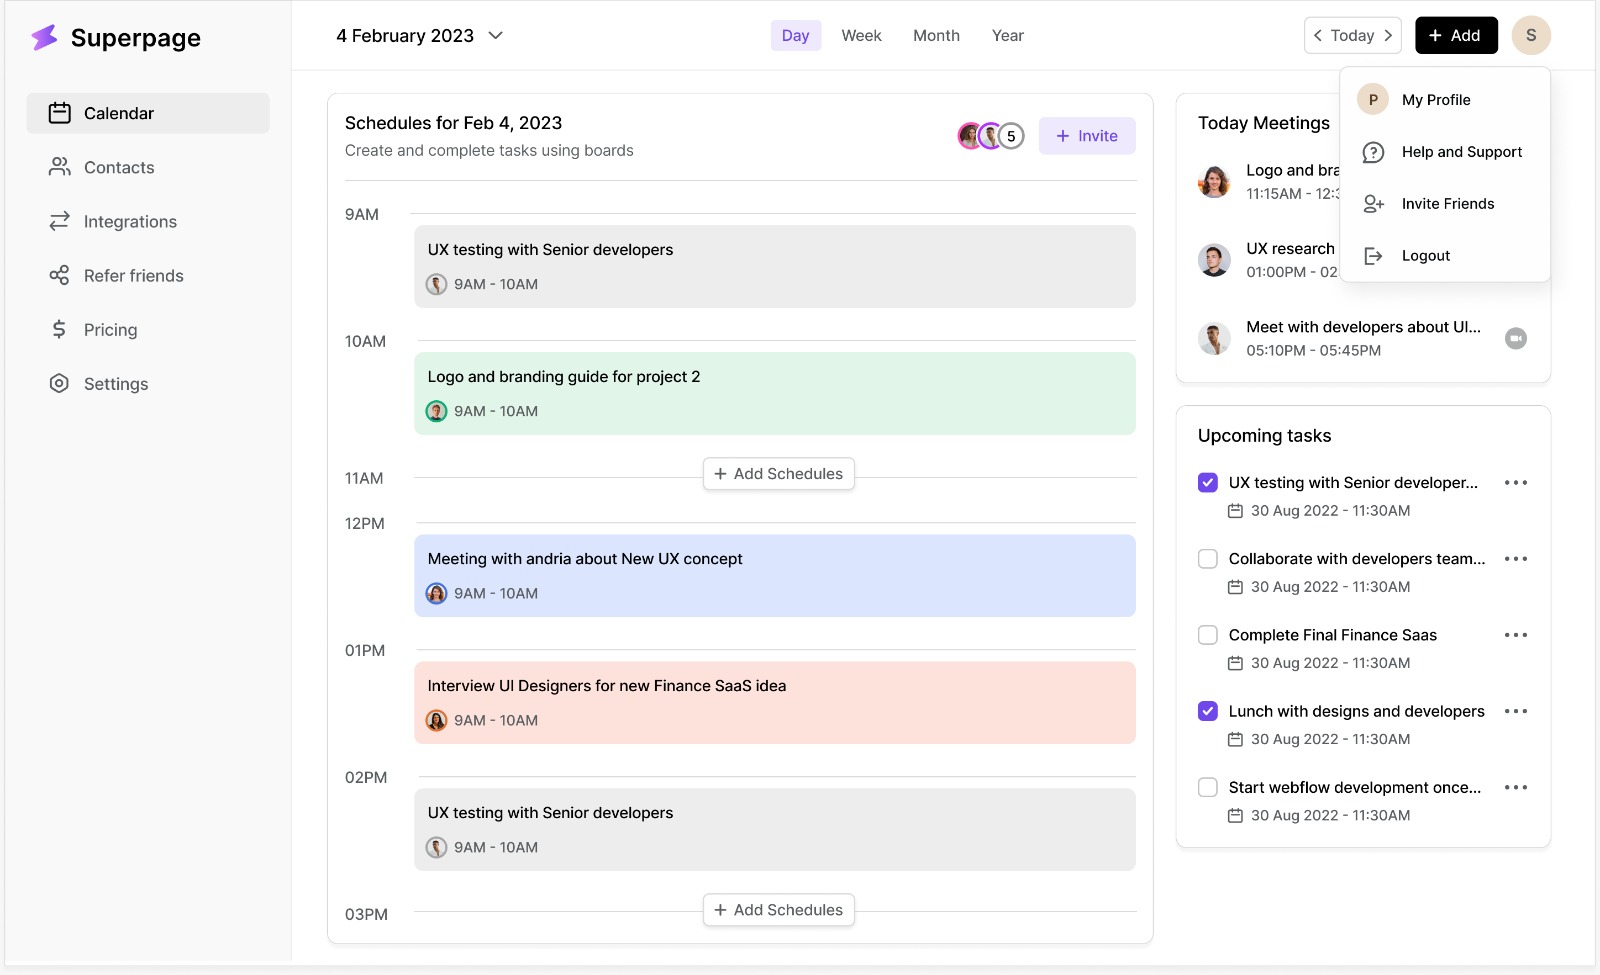 Superpage
Calendar
Contacts
Integrations
Refer friends
Pricing
Settings
4 February 2023
Day
Week
Month
Year
Today
+ Add
S
P
My Profile
Help and Support
Invite Friends
Logout
Schedules for Feb 4, 2023
Create and complete tasks using boards
5
+ Invite
9AM
UX testing with Senior developers
9AM - 10AM
10AM
Logo and branding guide for project 2
9AM - 10AM
11AM
+ Add Schedules
12PM
Meeting with andria about New UX concept
9AM - 10AM
01PM
Interview UI Designers for new Finance SaaS idea
9AM - 10AM
02PM
UX testing with Senior developers
9AM - 10AM
03PM
+ Add Schedules
Today Meetings
Logo and bra
11:15AM - 12:3
UX research
01:00PM - 02:
Meet with developers about UI...
05:10PM - 05:45PM
Upcoming tasks
UX testing with Senior developer...
30 Aug 2022 - 11:30AM
Collaborate with developers team...
30 Aug 2022 - 11:30AM
Complete Final Finance Saas
30 Aug 2022 - 11:30AM
Lunch with designs and developers
30 Aug 2022 - 11:30AM
Start webflow development once...
30 Aug 2022 - 11:30AM